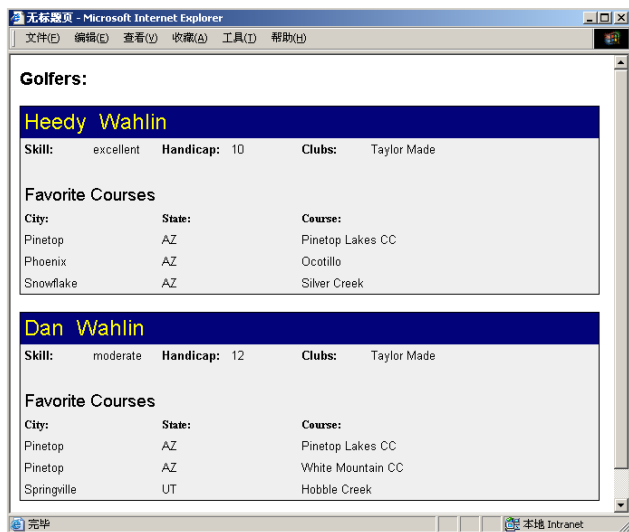 无标题页 - Microsoft Internet Explorer
文件(F) 编辑(E) 查看(V) 收藏(A) 工具(T) 帮助(H)
Golfers:
Heedy Wahlin
Skill: excellent Handicap: 10 Clubs: Taylor Made
Favorite Courses
City: State: Course:
Pinetop AZ Pinetop Lakes CC
Phoenix AZ Ocotillo
Snowflake AZ Silver Creek
Dan Wahlin
Skill: moderate Handicap: 12 Clubs: Taylor Made
Favorite Courses
City: State: Course:
Pinetop AZ Pinetop Lakes CC
Pinetop AZ White Mountain CC
Springville UT Hobble Creek
完毕 本地 Intranet